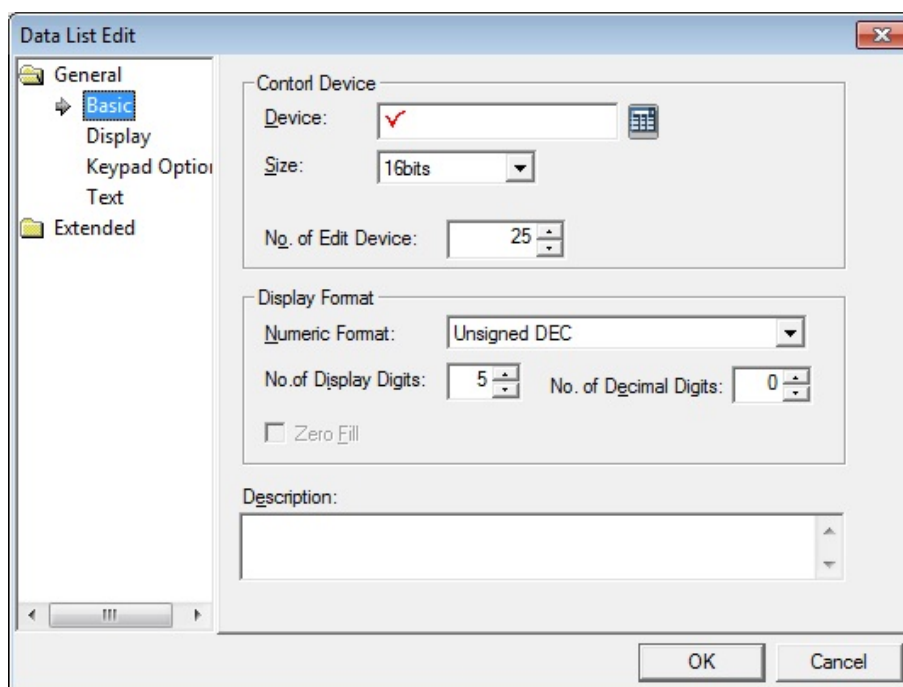 Data List Edit
General
Basic
Display
Keypad Option
Text
Extended
Contorl Device
Device:
Size:
16bits
No. of Edit Device:
25
Display Format
Numeric Format:
Unsigned DEC
No.of Display Digits:
5
No. of Decimal Digits:
0
Zero Fill
Description:
OK
Cancel